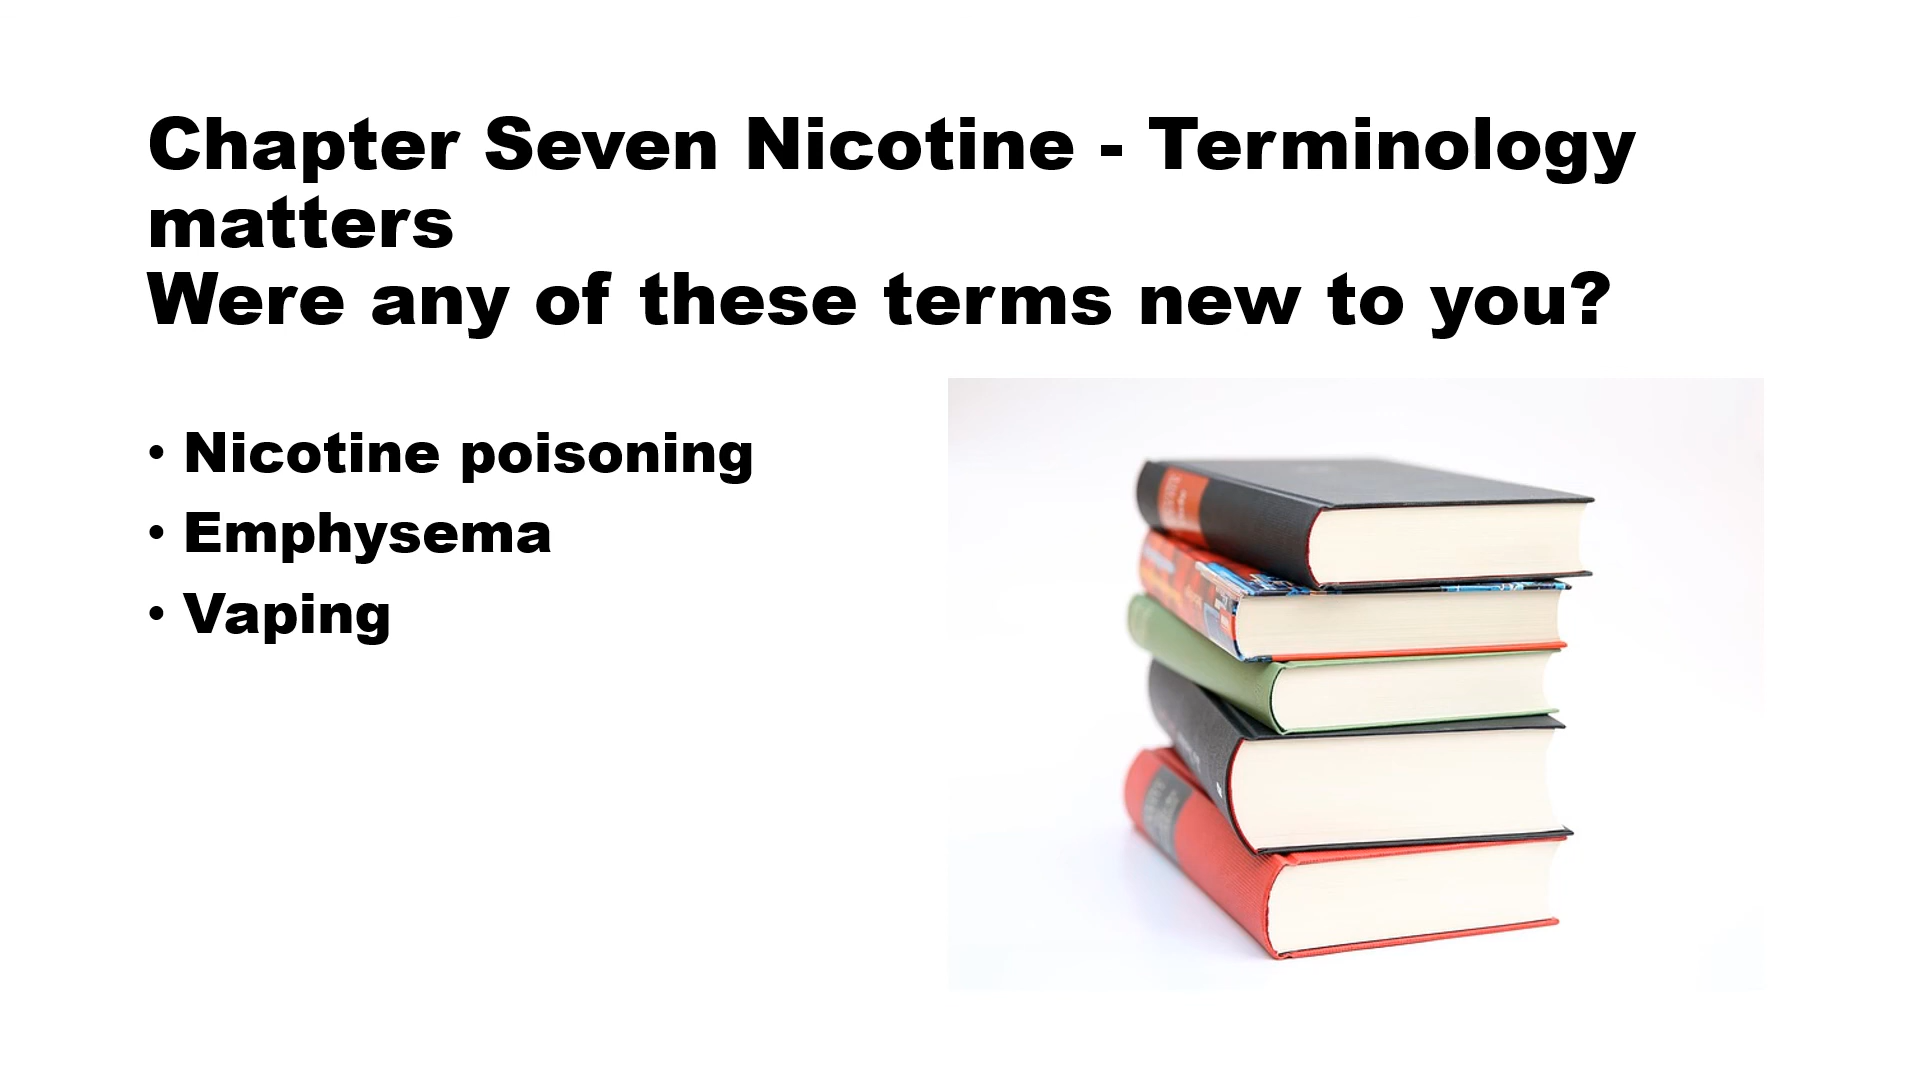 Chapter Seven Nicotine - Terminology
matters
Were any of these terms new to you?
• Nicotine poisoning
• Emphysema
• Vaping